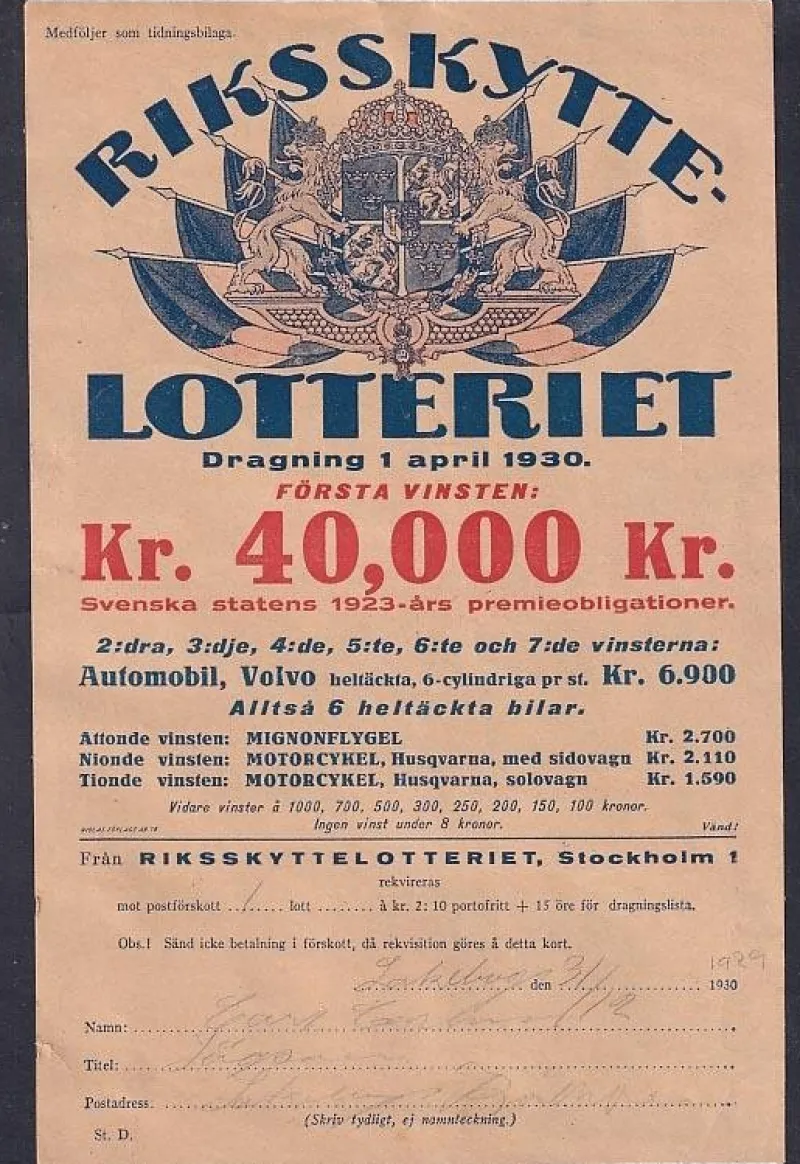 Medföljer som tidningsbilaga.
RIKSSKYTTE-
LOTTERIET
Dragning 1 april 1930.
FÖRSTA VINSTEN:
Kr. 40,000 Kr.
Svenska statens 1923-års premieobligationer.
2:dra, 3:dje, 4:de, 5:te, 6:te och 7:de vinsterna:
Automobil, Volvo heltäckta, 6-cylindriga pr st. Kr. 6.900
Alltså 6 heltäckta bilar.
Åttonde vinsten: MIGNONFLYGEL Kr. 2.700
Nionde vinsten: MOTORCYKEL, Husqvarna, med sidovagn Kr. 2.110
Tionde vinsten: MOTORCYKEL, Husqvarna, solovagn Kr. 1.590
Vidare vinster å 1000, 700, 500, 300, 250, 200, 150, 100 kronor.
Ingen vinst under 8 kronor. Vänd!
Från RIKSSKYTTELOTTERIET, Stockholm 1
rekvireras
mot postförskott ..1..... lott ........ à kr. 2: 10 portofritt + 15 öre för dragningslista.
Obs.! Sänd icke betalning i förskott, då rekvisition göres å detta kort.
1929
den 31/12 1930
Namn: Carl
Titel:
Postadress.
(Skriv tydligt, ej namnteckning.)
St. D.